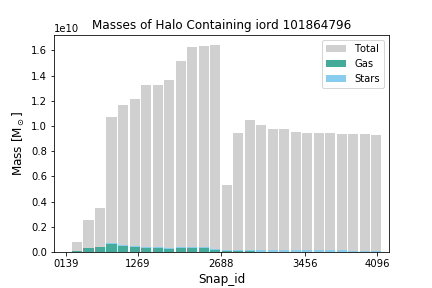 Masses of Halo Containing iord 101864796
1e10
Total
Gas
Stars
1.6
1.4
1.2
1.0
0.8
0.6
0.4
0.2
0.0
Mass [M⊙]
0139 1269 2688 3456 4096
Snap_id